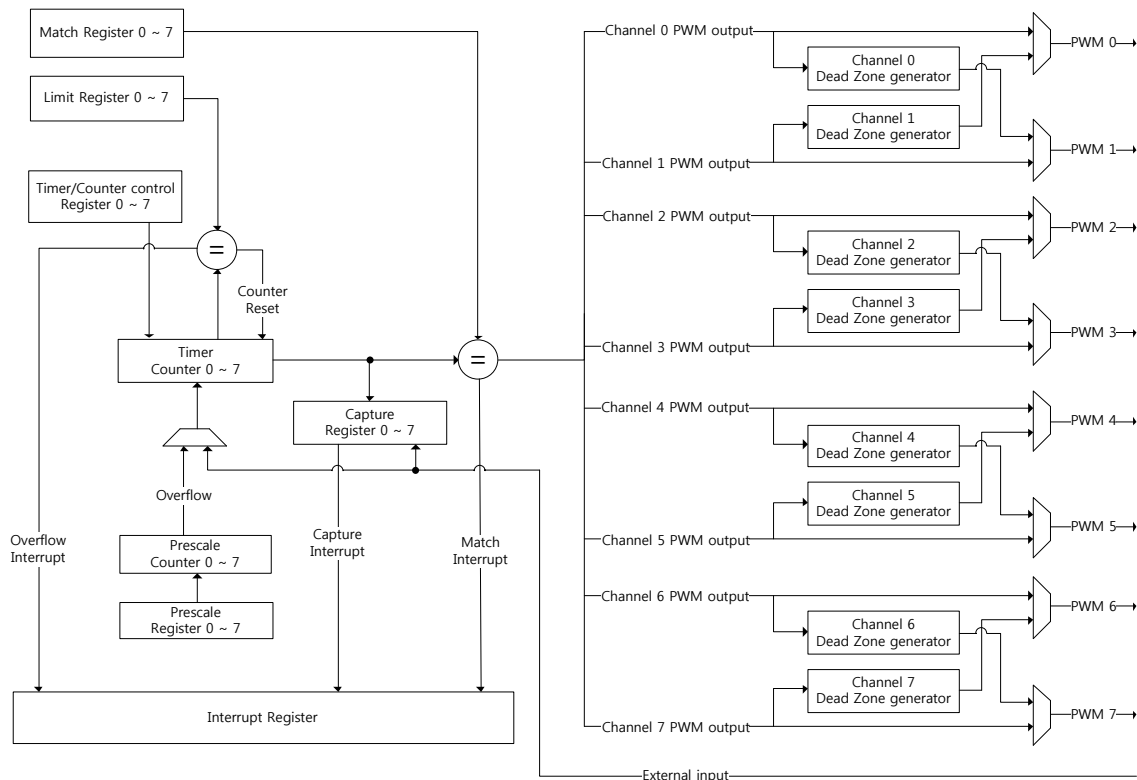 Match Register 0 ~ 7
Limit Register 0 ~ 7
Timer/Counter control
Register 0 ~ 7
=
Counter
Reset
Timer
Counter 0 ~ 7
=
Capture
Register 0 ~ 7
Overflow
Overflow
Interrupt
Capture
Interrupt
Match
Interrupt
Prescale
Counter 0 ~ 7
Prescale
Register 0 ~ 7
Interrupt Register
Channel 0 PWM output
Channel 0
Dead Zone generator
PWM 0
Channel 1
Dead Zone generator
Channel 1 PWM output
PWM 1
Channel 2 PWM output
Channel 2
Dead Zone generator
PWM 2
Channel 3
Dead Zone generator
Channel 3 PWM output
PWM 3
Channel 4 PWM output
Channel 4
Dead Zone generator
PWM 4
Channel 5
Dead Zone generator
Channel 5 PWM output
PWM 5
Channel 6 PWM output
Channel 6
Dead Zone generator
PWM 6
Channel 7
Dead Zone generator
Channel 7 PWM output
PWM 7
External input